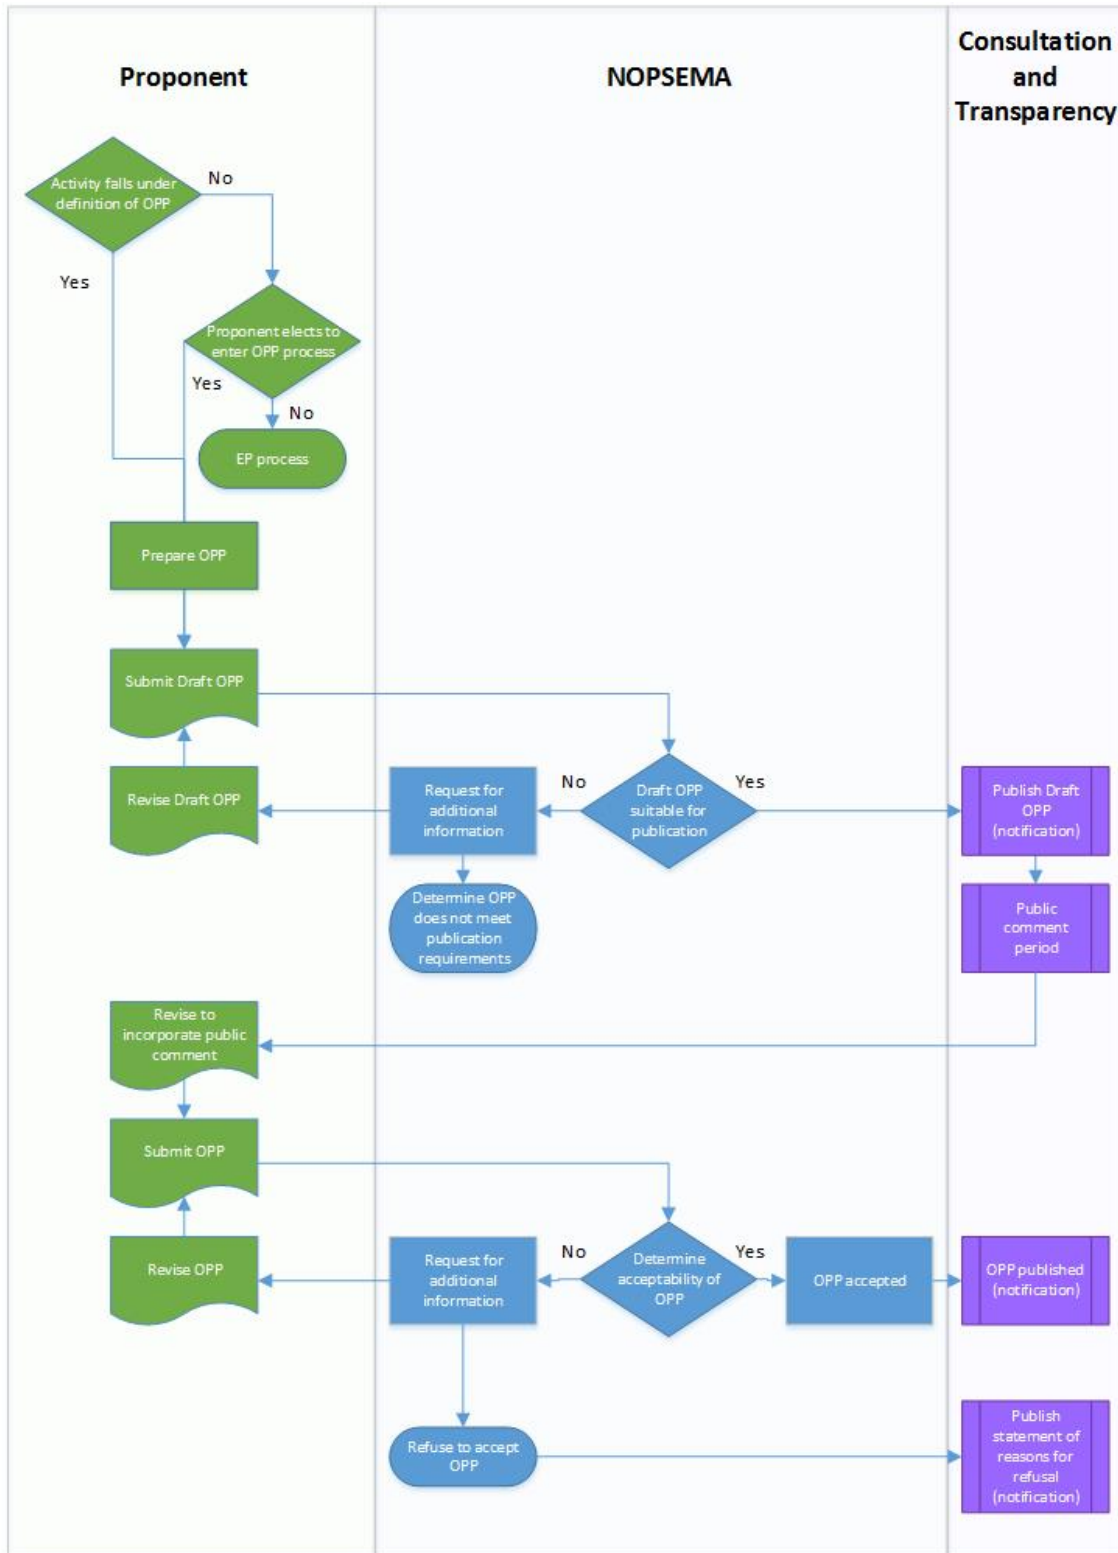 Proponent
NOPSEMA
Consultation
and
Transparency
Activity falls under
definition of OPP
No
Yes
Proponent elects to
enter OPP process
Yes
No
EP process
Prepare OPP
Submit Draft OPP
Revise Draft OPP
Request for
additional
information
No
Draft OPP
suitable for
publication
Yes
Publish Draft
OPP
(notification)
Determine OPP
does not meet
publication
requirements
Public
comment
period
Revise to
incorporate public
comment
Submit OPP
Revise OPP
Request for
additional
information
No
Determine
acceptability of
OPP
Yes
OPP accepted
OPP published
(notification)
Refuse to accept
OPP
Publish
statement of
reasons for
refusal
(notification)